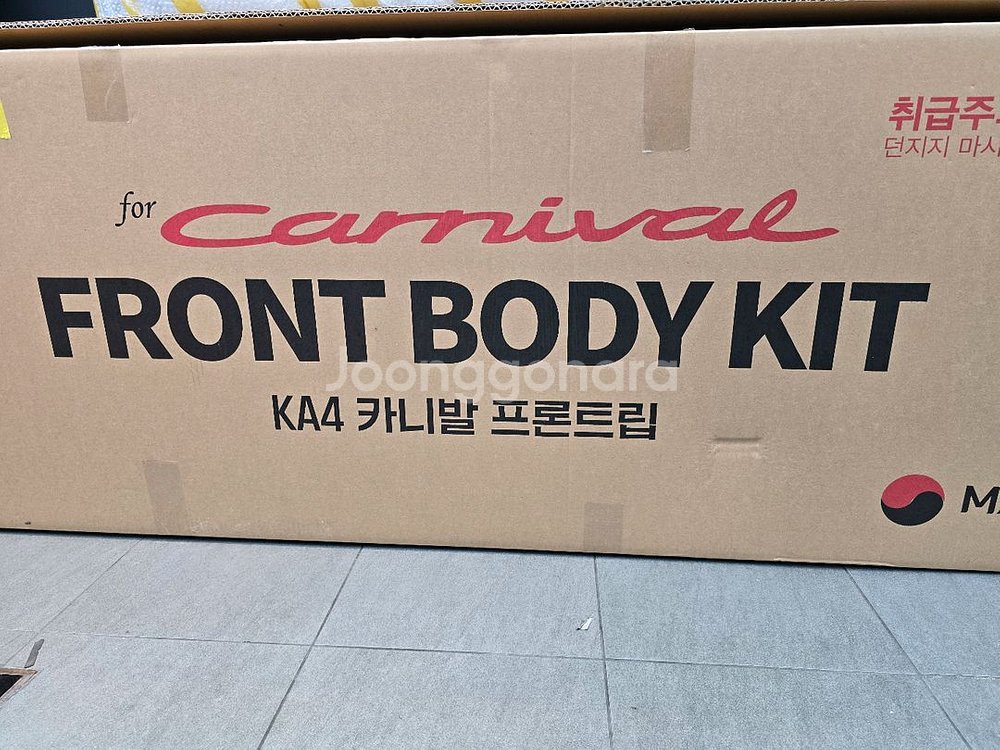 취급주
던지지 마시
for Carnival
FRONT BODY KIT
Joonggonara
KA4 카니발 프론트립